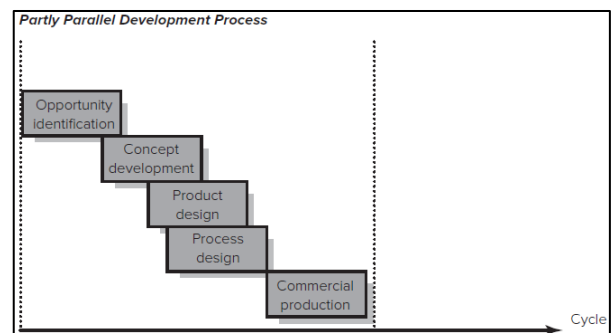 Partly Parallel Development Process
Opportunity
identification
Concept
development
Product
design
Process
design
Commercial
production
Cycle